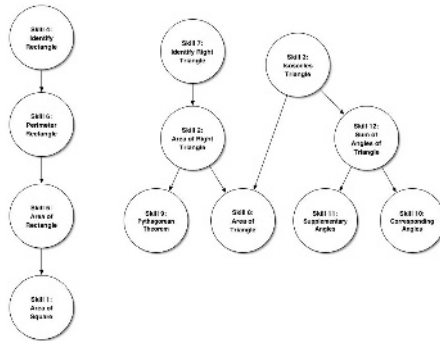 Skill 4:
Identify
Rectangle
Skill 7:
Identify Right
Triangle
Skill 3:
Isosceles
Triangle
Skill 6:
Perimeter
Rectangle
Skill 2:
Area of Right
Triangle
Skill 12:
Sum of
Angles of
Triangle
Skill 5:
Area of
Rectangle
Skill 9:
Pythagorean
Theorem
Skill 8:
Area of
Triangle
Skill 11:
Supplementary
Angles
Skill 10:
Corresponding
Angles
Skill 1:
Area of
Square